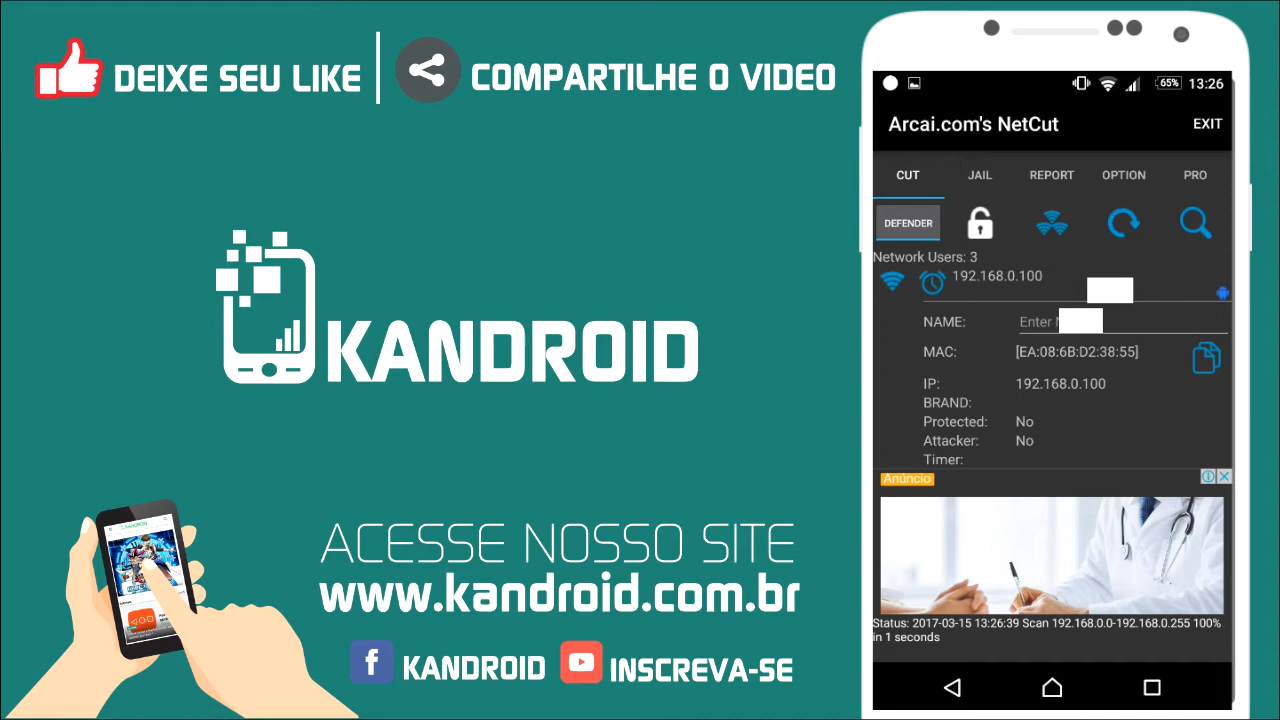 DEIXE SEU LIKE
COMPARTILHE O VIDEO
KANDROID
ACESSE NOSSO SITE
www.kandroid.com.br
f KANDROID
INSCREVA-SE
65% 13:26
Arcai.com's NetCut EXIT
CUT JAIL REPORT OPTION PRO
DEFENDER
Network Users: 3
192.168.0.100
NAME: Enter
MAC: [EA:08:6B:D2:38:55]
IP: 192.168.0.100
BRAND:
Protected: No
Attacker: No
Timer:
Anúncio
Status: 2017-03-15 13:26:39 Scan 192.168.0.0-192.168.0.255 100%
in 1 seconds